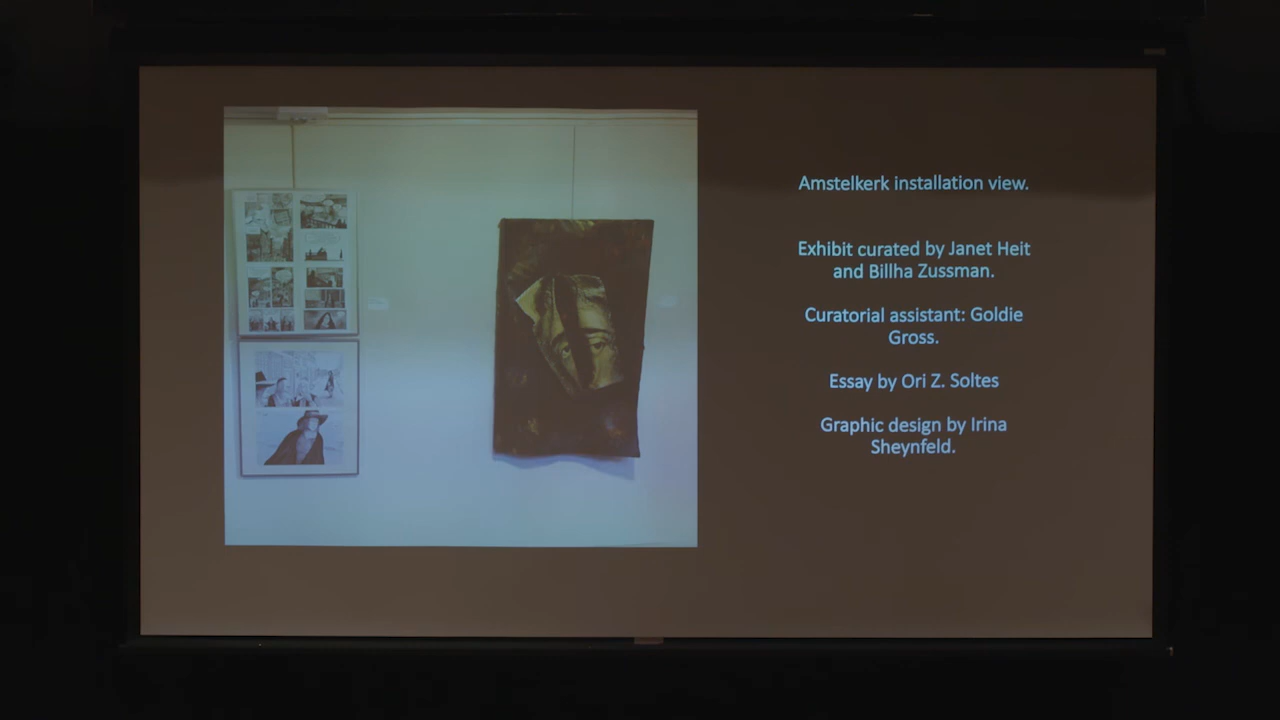 Amstelkerk installation view.
Exhibit curated by Janet Heit
and Billha Zussman.
Curatorial assistant: Goldie
Gross.
Essay by Ori Z. Soltes
Graphic design by Irina
Sheynfeld.